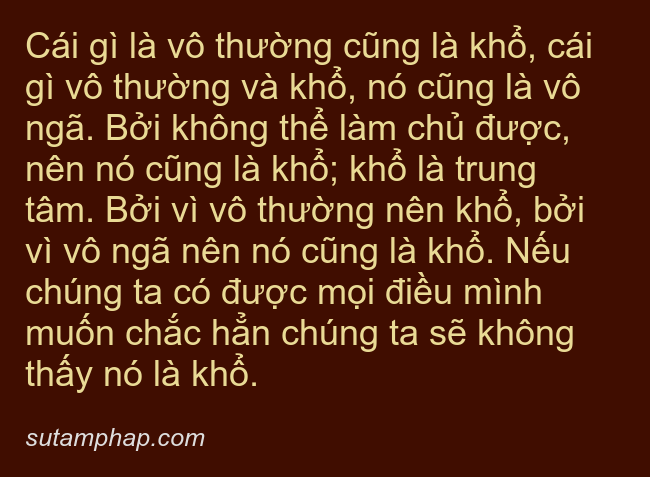 Cái gì là vô thường cũng là khổ, cái
gì vô thường và khổ, nó cũng là vô
ngã. Bởi không thể làm chủ được,
nên nó cũng là khổ; khổ là trung
tâm. Bởi vì vô thường nên khổ, bởi
vì vô ngã nên nó cũng là khổ. Nếu
chúng ta có được mọi điều mình
muốn chắc hẳn chúng ta sẽ không
thấy nó là khổ.
sutamphap.com